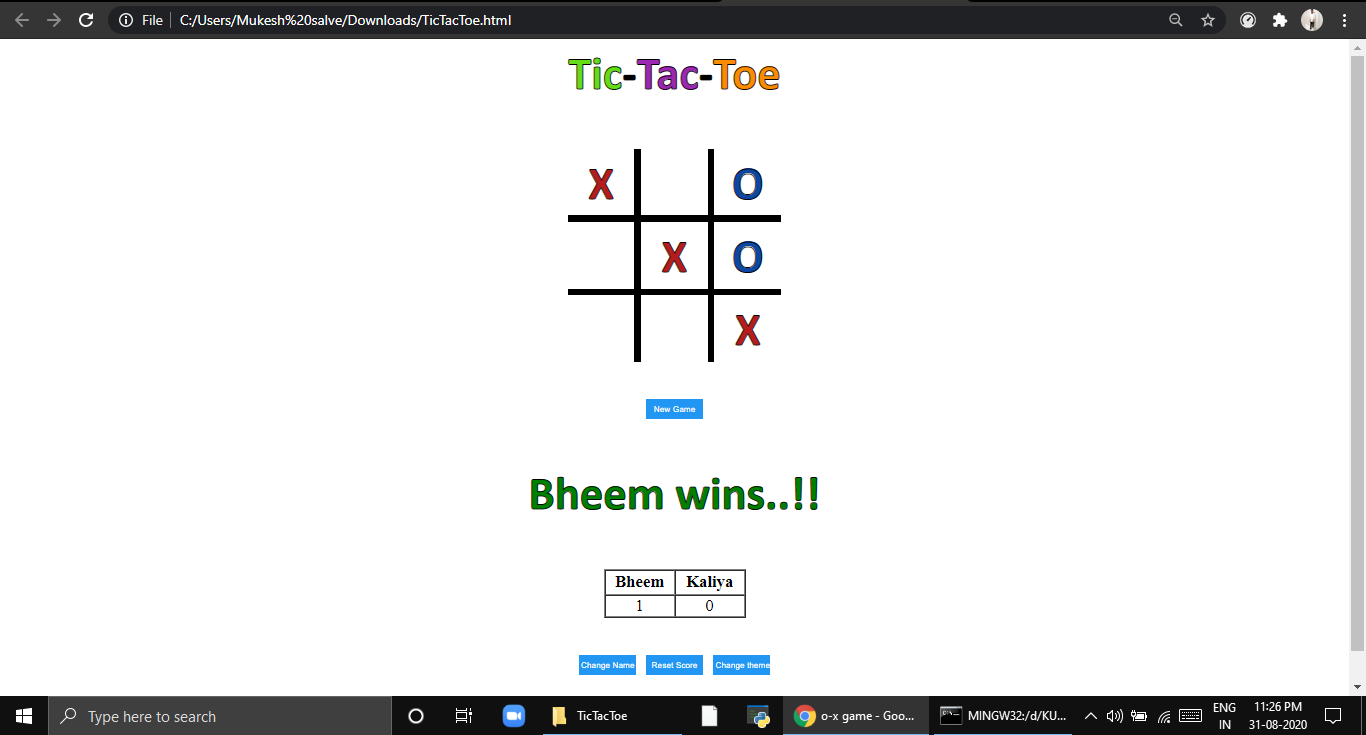 File C:/Users/Mukesh%20salve/Downloads/TicTacToe.html
Tic-Tac-Toe
X O
X O
X
New Game
Bheem wins..!!
Bheem Kaliya
1 0
Change Name Reset Score Change theme
Type here to search TicTacToe o-x game - Goo... MINGW32:/d/KU... ENG 11:26 PM
IN 31-08-2020